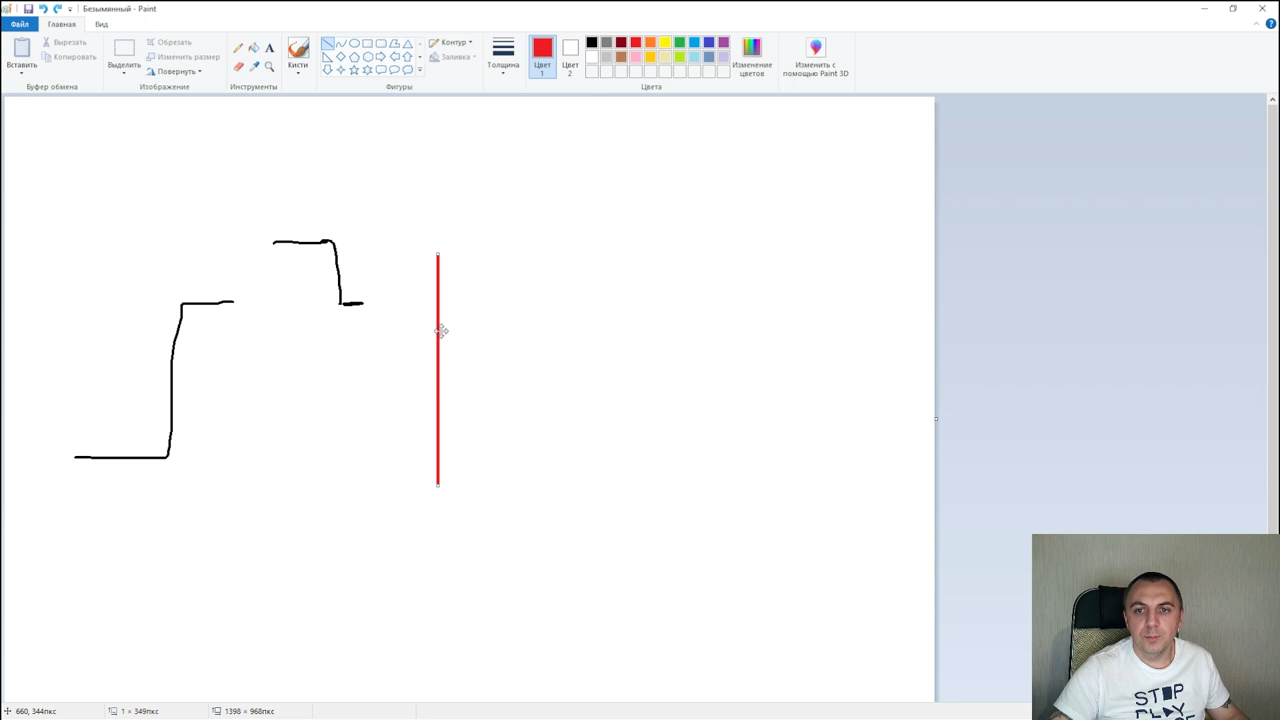 Безымянный - Paint
Файл Главная Вид
Вставить
Вырезать
Копировать
Буфер обмена
Выделить
Обрезать
Изменить размер
Повернуть
Изображение
A
Инструменты
Кисти
Контур
Заливка
Фигуры
Толщина
Цвет 1
Цвет 2
Цвета
Изменение цветов
Изменить с помощью Paint 3D
660, 344пкс 1 × 349пкс 1398 × 968пкс
STOP
PLAY